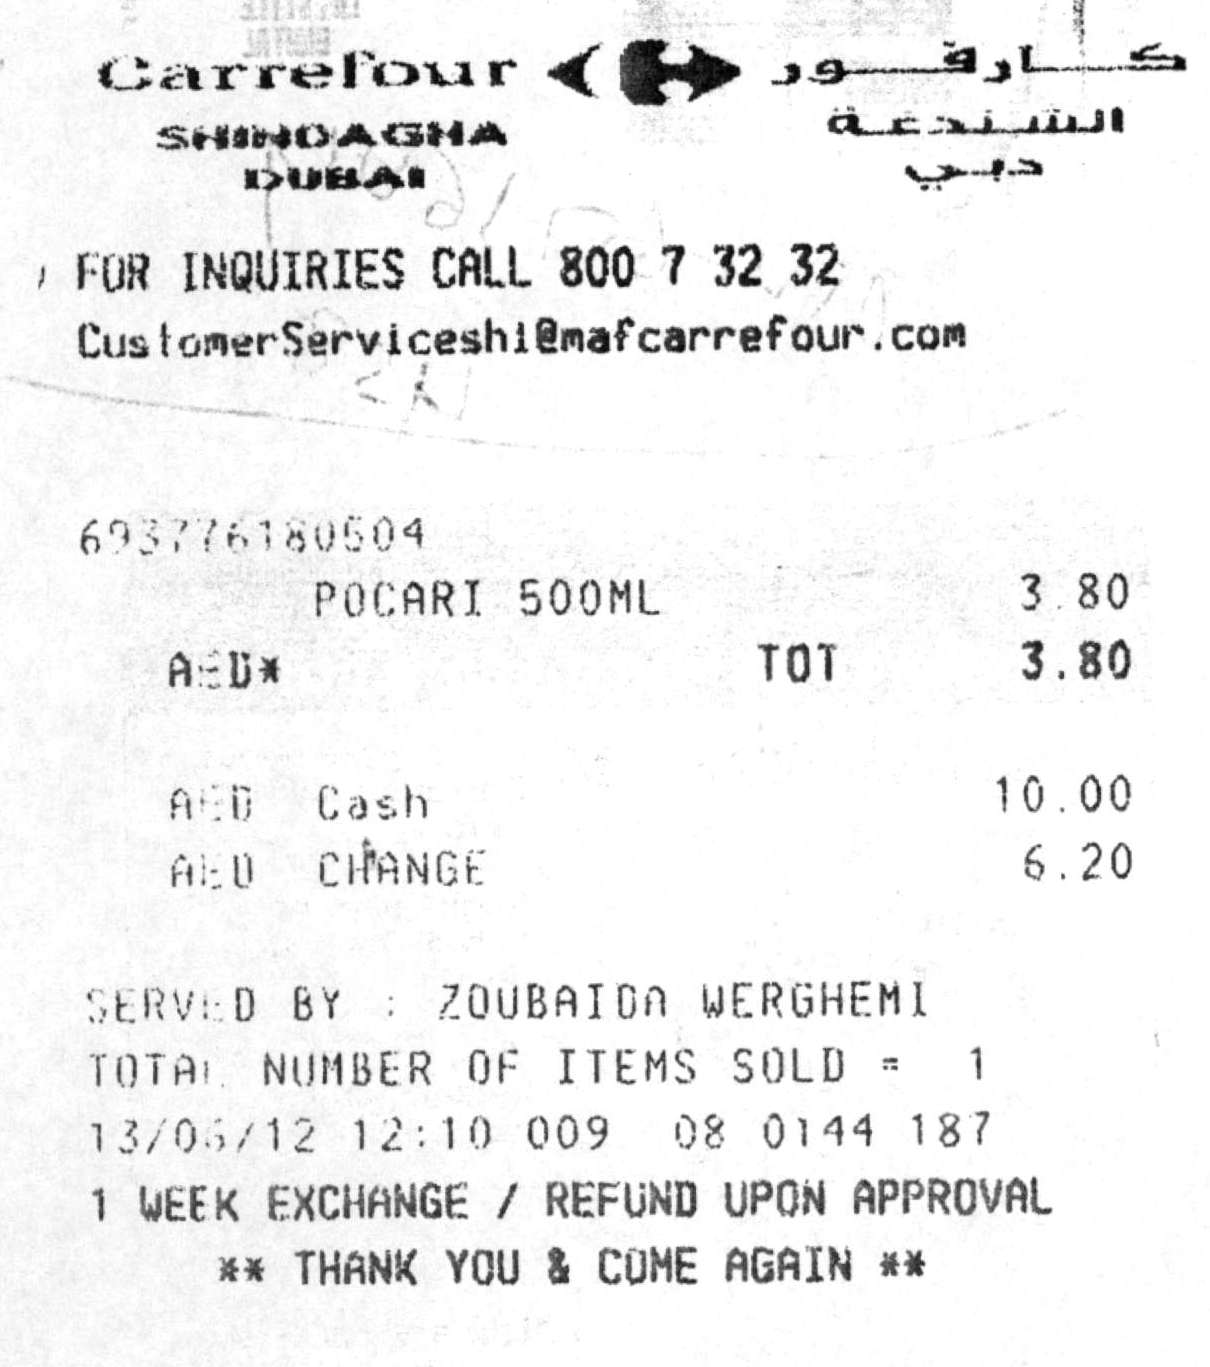 Carrefour كارفور
SHINDAGHA الشندغة
DUBAI دبي
FOR INQUIRIES CALL 800 7 32 32
CustomerServiceshi@mafcarrefour.com
693776180504
POCARI 500ML 3.80
AED* TOT 3.80
AED Cash 10.00
AED CHANGE 6.20
SERVED BY : ZOUBAIDA WERGHEMI
TOTAL NUMBER OF ITEMS SOLD = 1
13/06/12 12:10 009 08 0144 187
1 WEEK EXCHANGE / REFUND UPON APPROVAL
** THANK YOU & COME AGAIN **